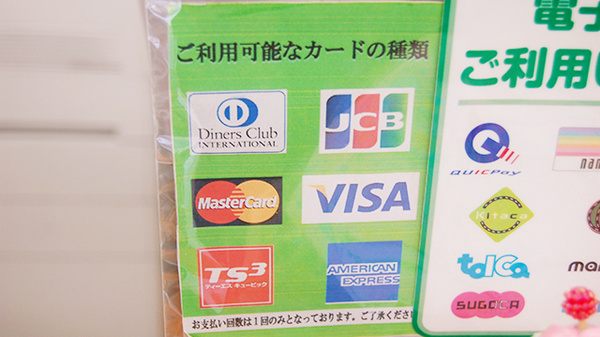 ご利用可能なカードの種類
Diners Club
INTERNATIONAL
JCB
MasterCard
VISA
TS3
ティーエス キュービック
AMERICAN
EXPRESS
お支払い回数は1回のみとなっております。ご了承くださ
電子
ご利用い
QUICPay
nan
Kitaca
toica
SUGOCA